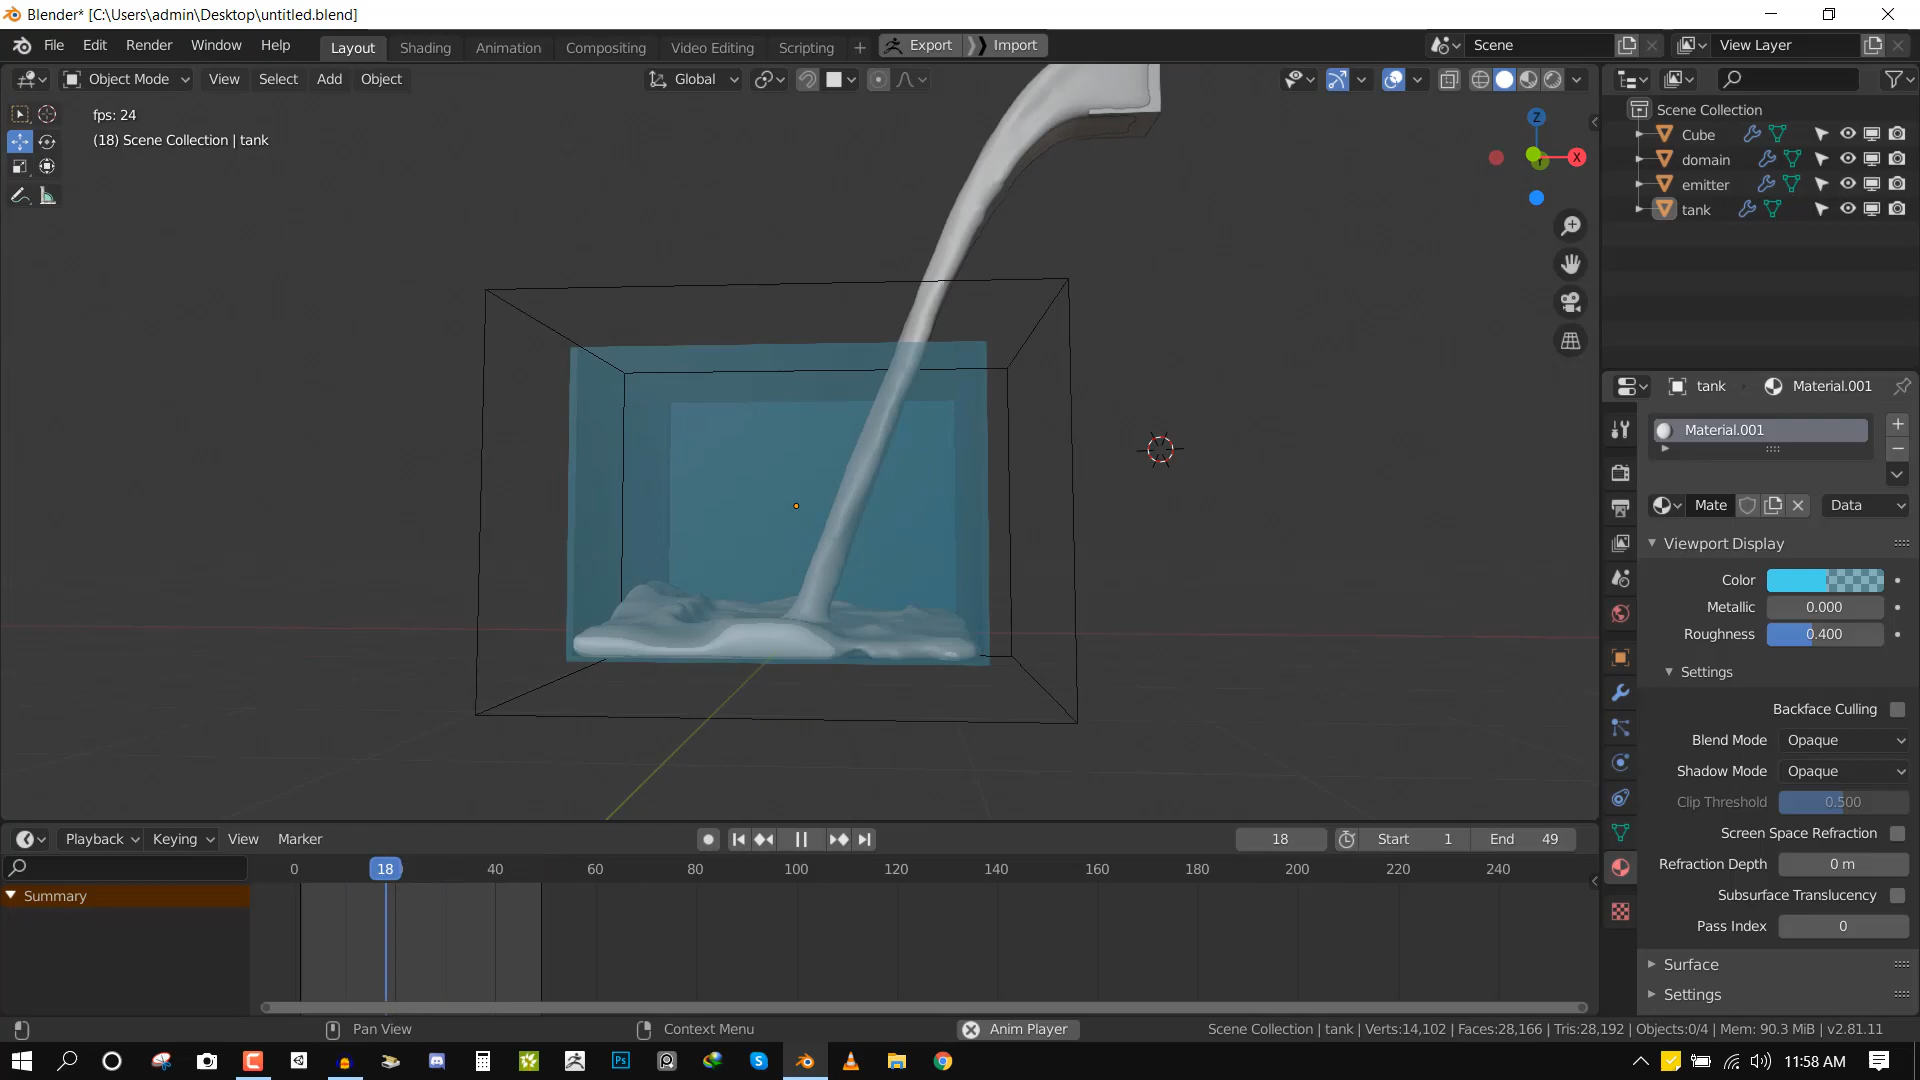 Blender* [C:\Users\admin\Desktop\untitled.blend]
File Edit Render Window Help Layout Shading Animation Compositing Video Editing Scripting + Export Import Scene View Layer
Object Mode View Select Add Object Global
fps: 24
(18) Scene Collection | tank
Z
X
Scene Collection
Cube
domain
emitter
tank
tank Material.001
Material.001
Mate Data
Viewport Display
Color
Metallic 0.000
Roughness 0.400
Settings
Backface Culling
Blend Mode Opaque
Shadow Mode Opaque
Clip Threshold 0.500
Screen Space Refraction
Refraction Depth 0 m
Subsurface Translucency
Pass Index 0
Surface
Settings
Playback Keying View Marker 18 Start 1 End 49
0 18 40 60 80 100 120 140 160 180 200 220 240
Summary
Pan View Context Menu Anim Player Scene Collection | tank | Verts:14,102 | Faces:28,166 | Tris:28,192 | Objects:0/4 | Mem: 90.3 MiB | v2.81.11
Ps
11:58 AM